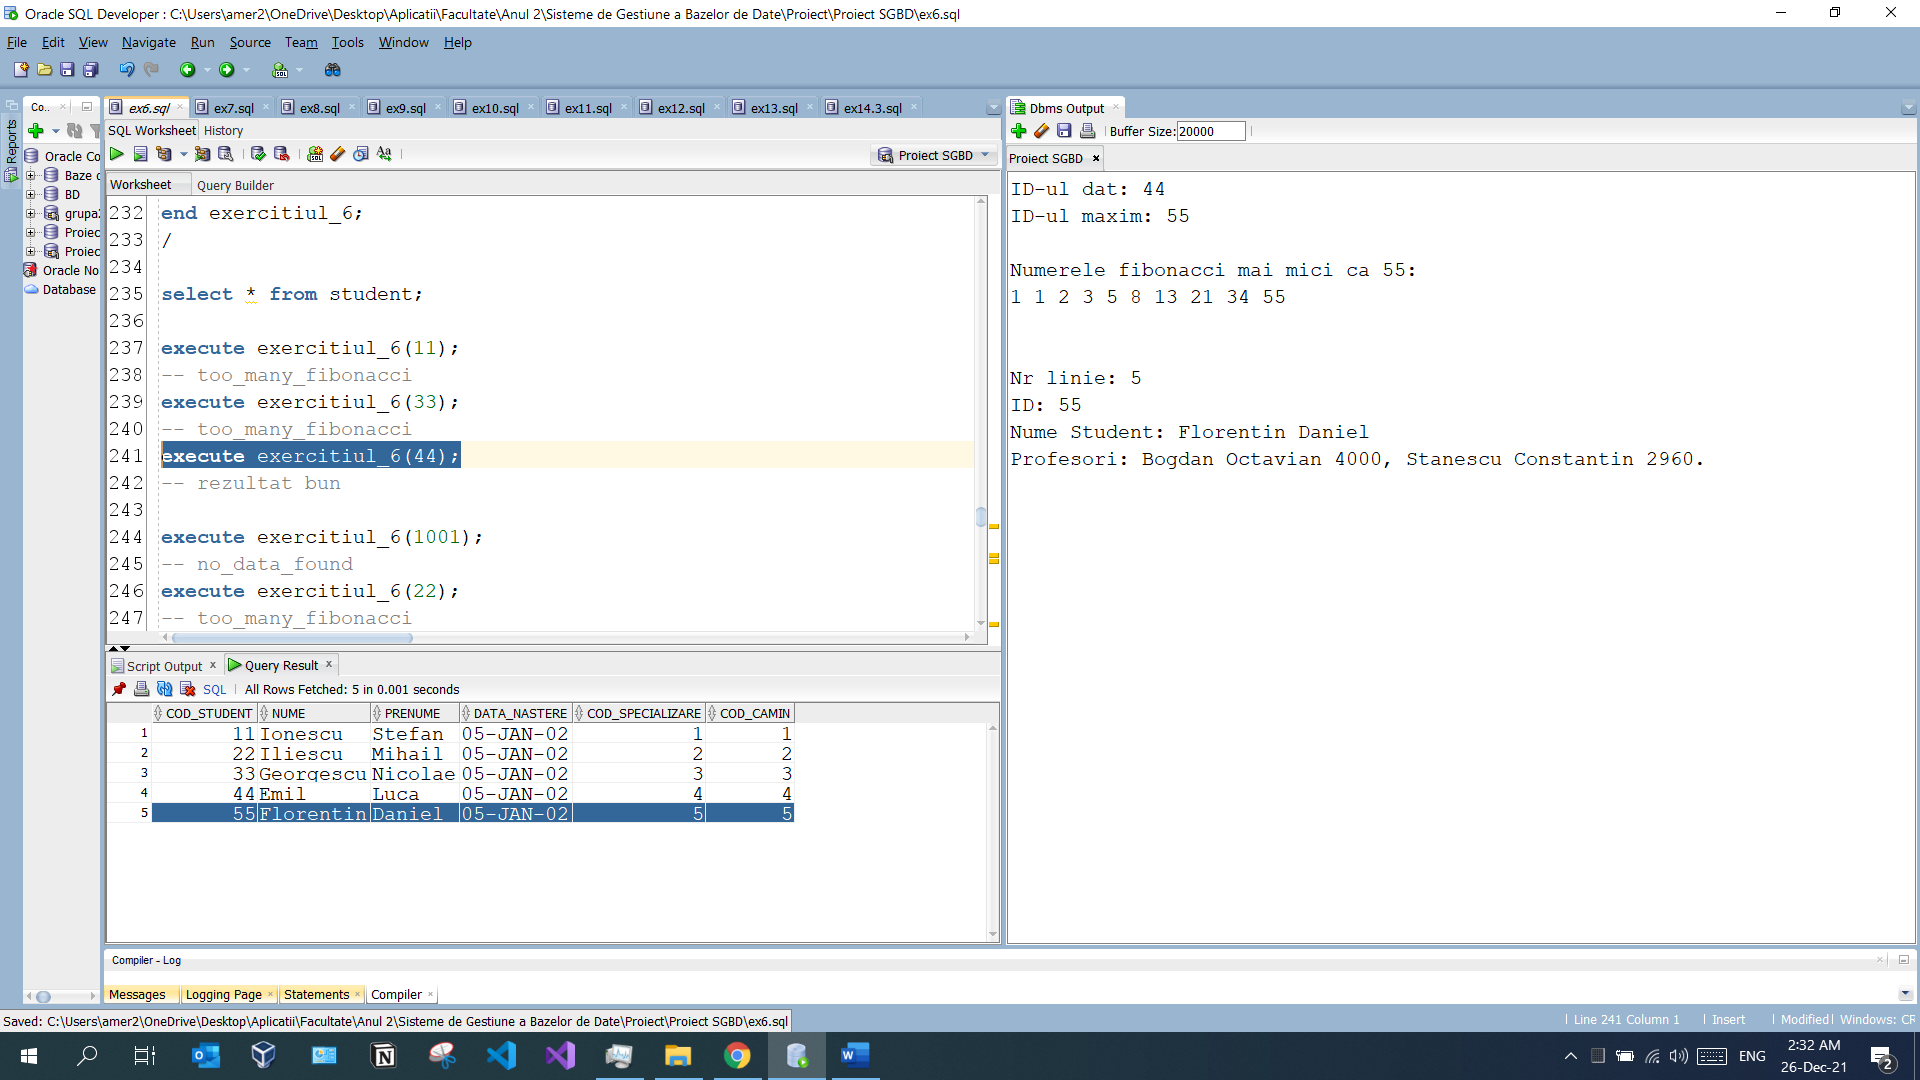 Oracle SQL Developer : C:\Users\amer2\OneDrive\Desktop\Aplicatii\Facultate\Anul 2\Sisteme de Gestiune a Bazelor de Date\Proiect\Proiect SGBD\ex6.sql
File Edit View Navigate Run Source Team Tools Window Help
Co..
ex6.sql ex7.sql ex8.sql ex9.sql ex10.sql ex11.sql ex12.sql ex13.sql ex14.3.sql
Dbms Output
Reports
SQL Worksheet History
Buffer Size: 20000
Proiect SGBD
Proiect SGBD
Oracle Co
Baze d
BD
grupa2
Proiec
Proiec
Oracle No
Database
Worksheet Query Builder
232 end exercitiul_6;
233 /
234
235 select * from student;
236
237 execute exercitiul_6(11);
238 -- too_many_fibonacci
239 execute exercitiul_6(33);
240 -- too_many_fibonacci
241 execute exercitiul_6(44);
242 -- rezultat bun
243
244 execute exercitiul_6(1001);
245 -- no_data_found
246 execute exercitiul_6(22);
247 -- too_many_fibonacci
ID-ul dat: 44
ID-ul maxim: 55
Numerele fibonacci mai mici ca 55:
1 1 2 3 5 8 13 21 34 55
Nr linie: 5
ID: 55
Nume Student: Florentin Daniel
Profesori: Bogdan Octavian 4000, Stanescu Constantin 2960.
Script Output Query Result
SQL All Rows Fetched: 5 in 0.001 seconds
COD_STUDENT NUME PRENUME DATA_NASTERE COD_SPECIALIZARE COD_CAMIN
1 11 Ionescu Stefan 05-JAN-02 1 1
2 22 Iliescu Mihail 05-JAN-02 2 2
3 33 Georgescu Nicolae 05-JAN-02 3 3
4 44 Emil Luca 05-JAN-02 4 4
5 55 Florentin Daniel 05-JAN-02 5 5
Compiler - Log
Messages Logging Page Statements Compiler
Saved: C:\Users\amer2\OneDrive\Desktop\Aplicatii\Facultate\Anul 2\Sisteme de Gestiune a Bazelor de Date\Proiect\Proiect SGBD\ex6.sql
Line 241 Column 1 Insert Modified Windows: CR
ENG
2:32 AM
26-Dec-21
2